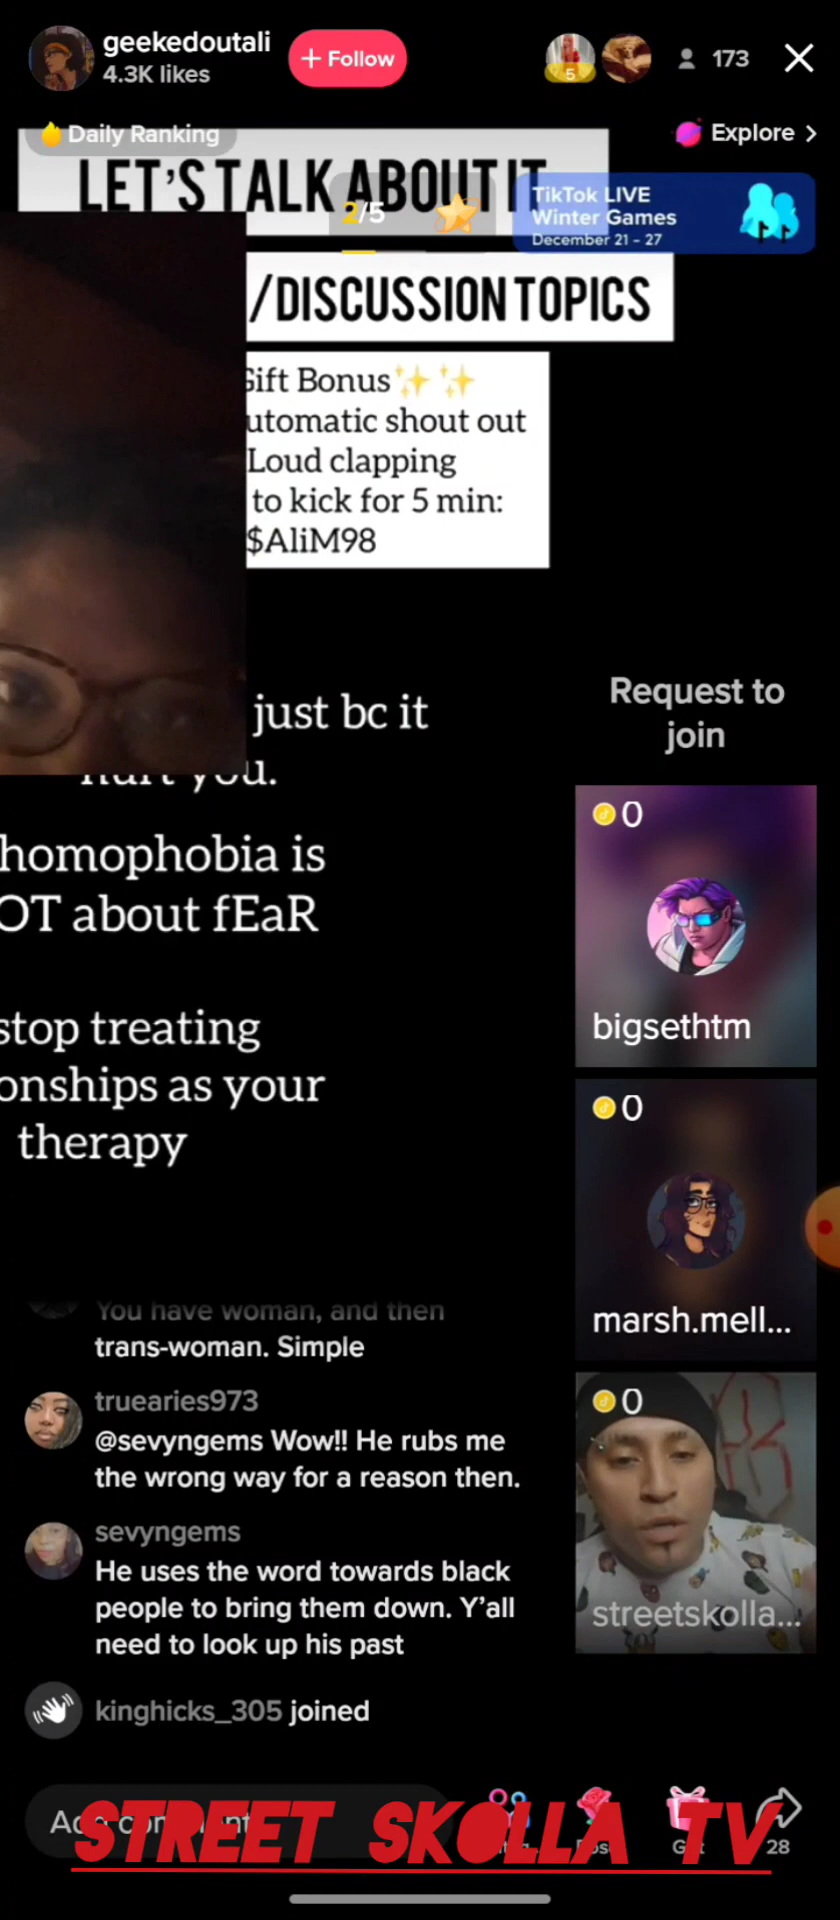 geekedoutali
4.3K likes
+ Follow
5
173
Daily Ranking
Explore >
LET'S TALK ABOUT IT
2/5
TikTok LIVE
Winter Games
December 21 - 27
/DISCUSSION TOPICS
Gift Bonus✨ ✨
utomatic shout out
Loud clapping
to kick for 5 min:
$AliM98
just bc it
you.
homophobia is
OT about fEaR
stop treating
onships as your
therapy
Request to
join
0
bigsethtm
0
marsh.mell...
0
streetskolla...
You have woman, and then
trans-woman. Simple
truearies973
@sevyngems Wow!! He rubs me
the wrong way for a reason then.
sevyngems
He uses the word towards black
people to bring them down. Y'all
need to look up his past
kinghicks_305 joined
STREET SKOLLA TV
28